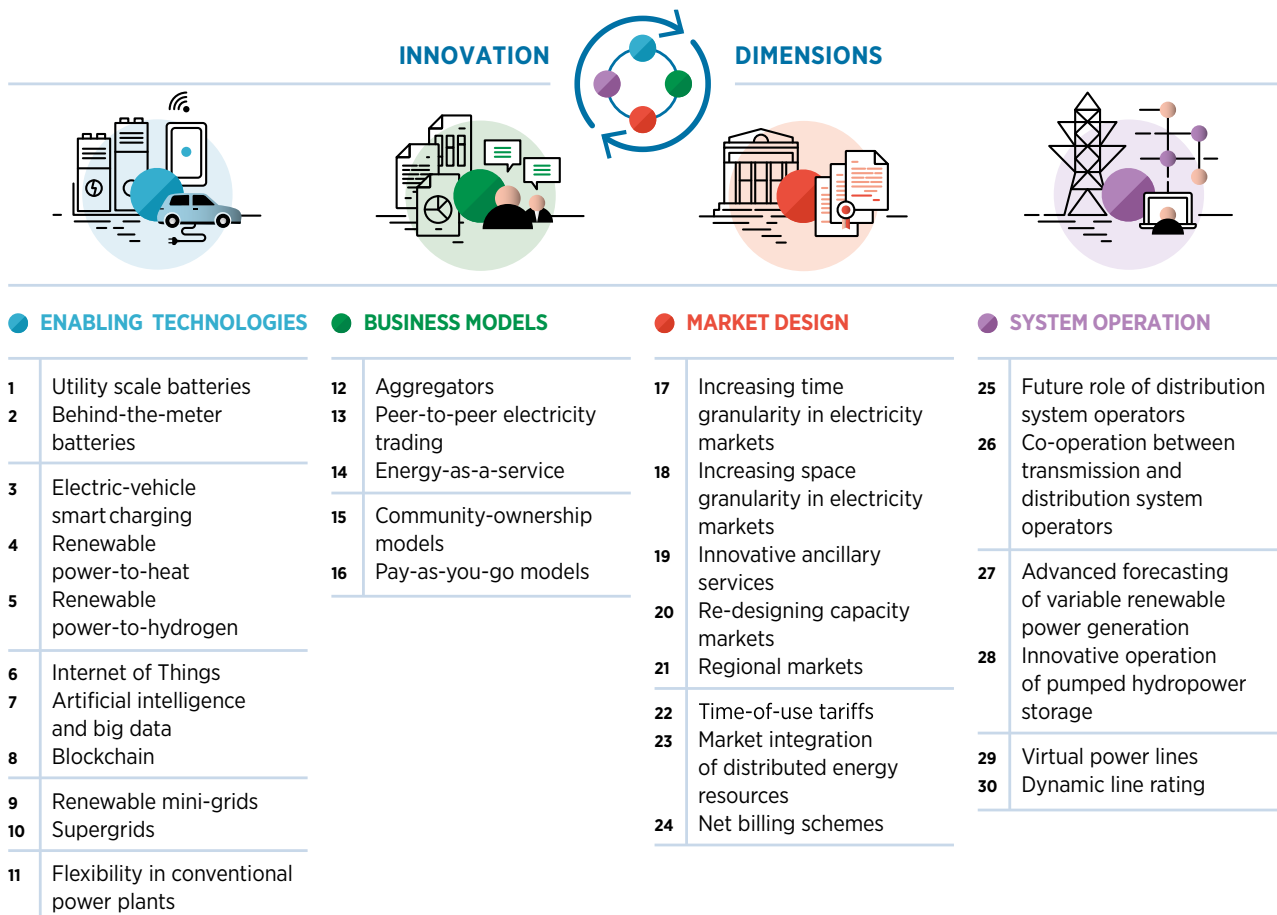 INNOVATION DIMENSIONS
ENABLING TECHNOLOGIES
1 Utility scale batteries
2 Behind-the-meter
batteries
3 Electric-vehicle
smart charging
4 Renewable
power-to-heat
5 Renewable
power-to-hydrogen
6 Internet of Things
7 Artificial intelligence
and big data
8 Blockchain
9 Renewable mini-grids
10 Supergrids
11 Flexibility in conventional
power plants
BUSINESS MODELS
12 Aggregators
13 Peer-to-peer electricity
trading
14 Energy-as-a-service
15 Community-ownership
models
16 Pay-as-you-go models
MARKET DESIGN
17 Increasing time
granularity in electricity
markets
18 Increasing space
granularity in electricity
markets
19 Innovative ancillary
services
20 Re-designing capacity
markets
21 Regional markets
22 Time-of-use tariffs
23 Market integration
of distributed energy
resources
24 Net billing schemes
SYSTEM OPERATION
25 Future role of distribution
system operators
26 Co-operation between
transmission and
distribution system
operators
27 Advanced forecasting
of variable renewable
power generation
28 Innovative operation
of pumped hydropower
storage
29 Virtual power lines
30 Dynamic line rating